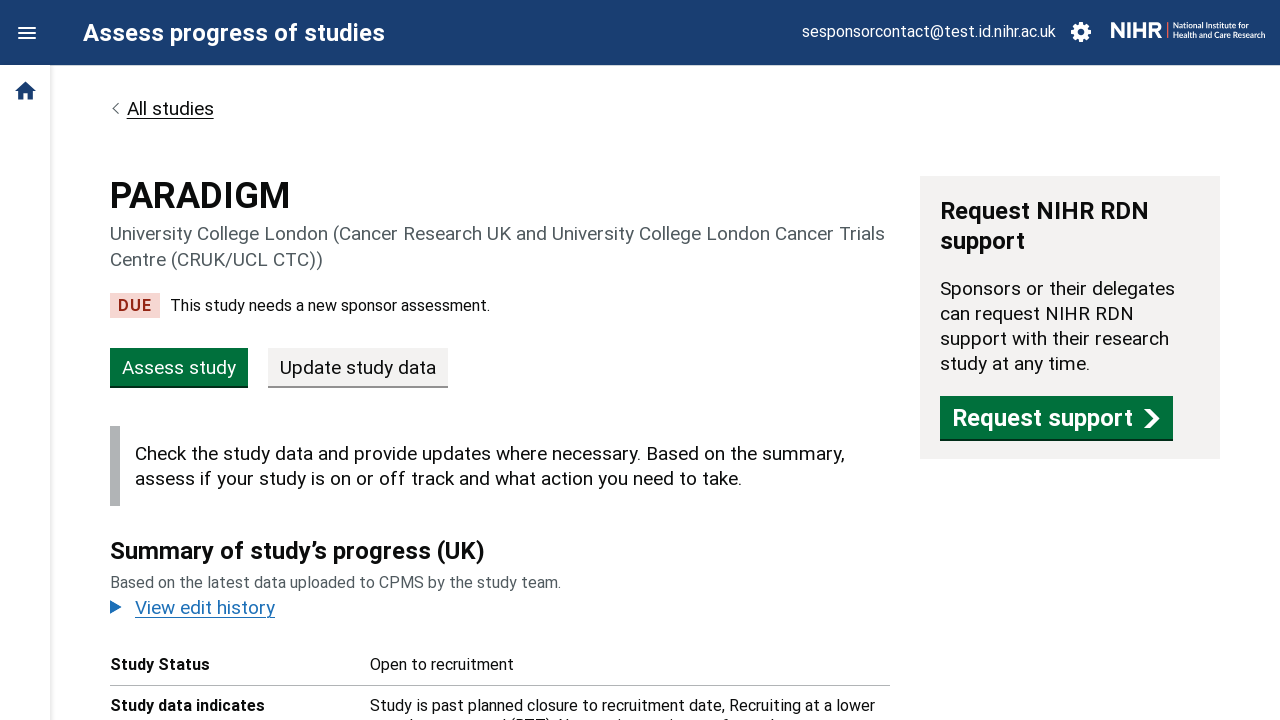 Assess progress of studies
sesponsorcontact@test.id.nihr.ac.uk
NIHR
National Institute for
Health and Care Research
All studies
PARADIGM
University College London (Cancer Research UK and University College London Cancer Trials
Centre (CRUK/UCL CTC))
DUE This study needs a new sponsor assessment.
Assess study
Update study data
Check the study data and provide updates where necessary. Based on the summary,
assess if your study is on or off track and what action you need to take.
Summary of study’s progress (UK)
Based on the latest data uploaded to CPMS by the study team.
View edit history
Study Status Open to recruitment
Study data indicates Study is past planned closure to recruitment date, Recruiting at a lower
Request NIHR RDN
support
Sponsors or their delegates
can request NIHR RDN
support with their research
study at any time.
Request support